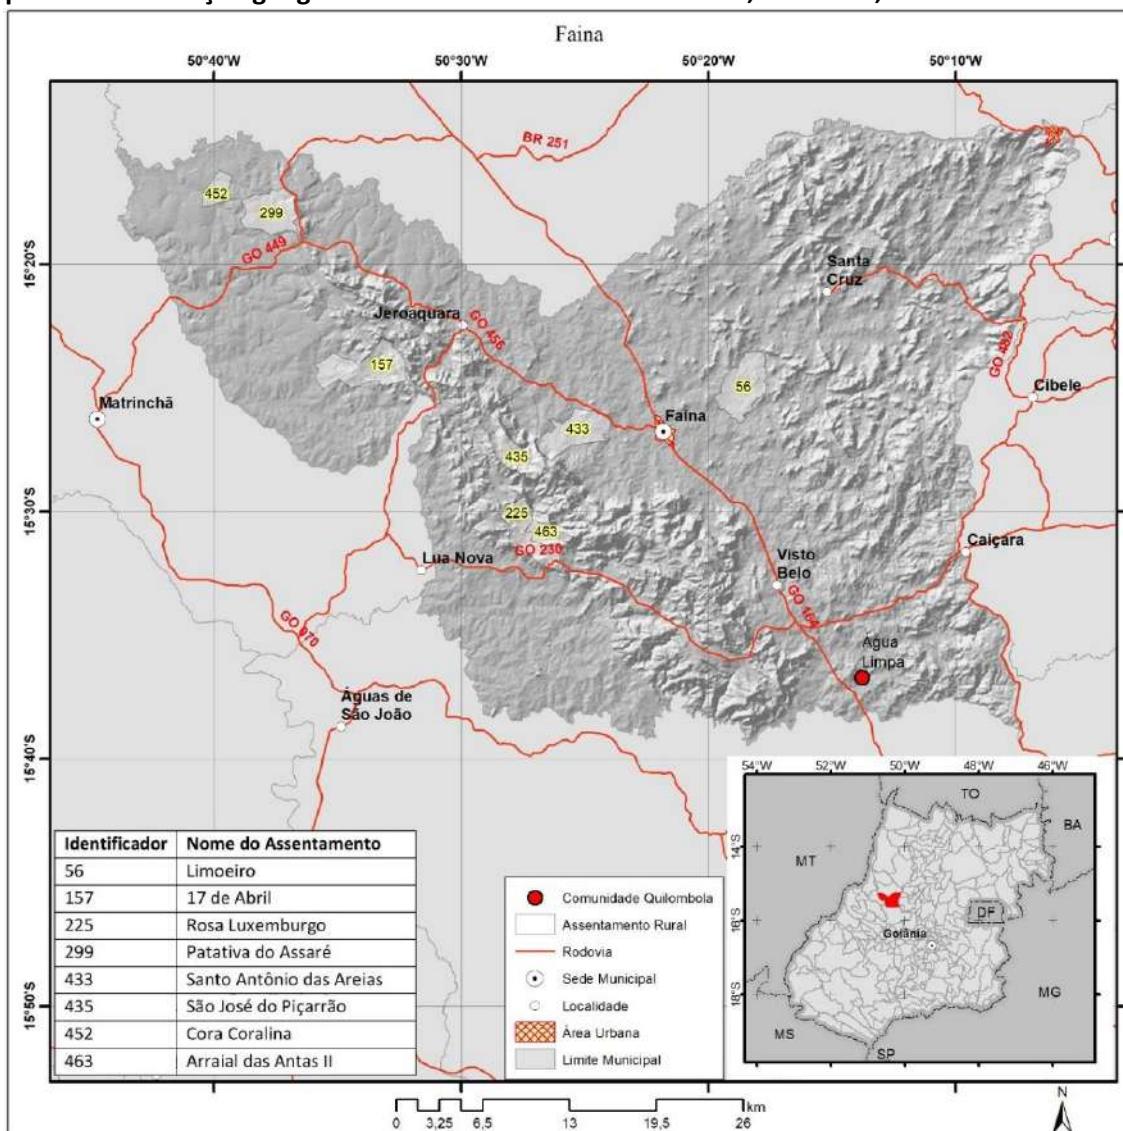 Faina
50°40'W 50°30'W 50°20'W 50°10'W
BR 251
452
299
GO 449
15°20'S
Santa
Cruz
Jeroaquara
GO 456
157
56
GO 482
Cibele
Matrinchã
433
Faina
435
15°30'S
225
463
GO 230
Lua Nova
Visto
Belo
Caiçara
GO 164
GO 070
Água
Limpa
Águas de
São João
15°40'S
54°W 52°W 50°W 48°W 46°W
TO
BA
14°S
MT
DF
16°S
Goiânia
18°S
MG
MS
SP
Identificador Nome do Assentamento
56 Limoeiro
157 17 de Abril
225 Rosa Luxemburgo
299 Patativa do Assaré
433 Santo Antônio das Areias
435 São José do Piçarrão
452 Cora Coralina
463 Arraial das Antas II
Comunidade Quilombola
Assentamento Rural
Rodovia
Sede Municipal
Localidade
Área Urbana
Limite Municipal
15°50'S
km
0 3,25 6,5 13 19,5 26
N